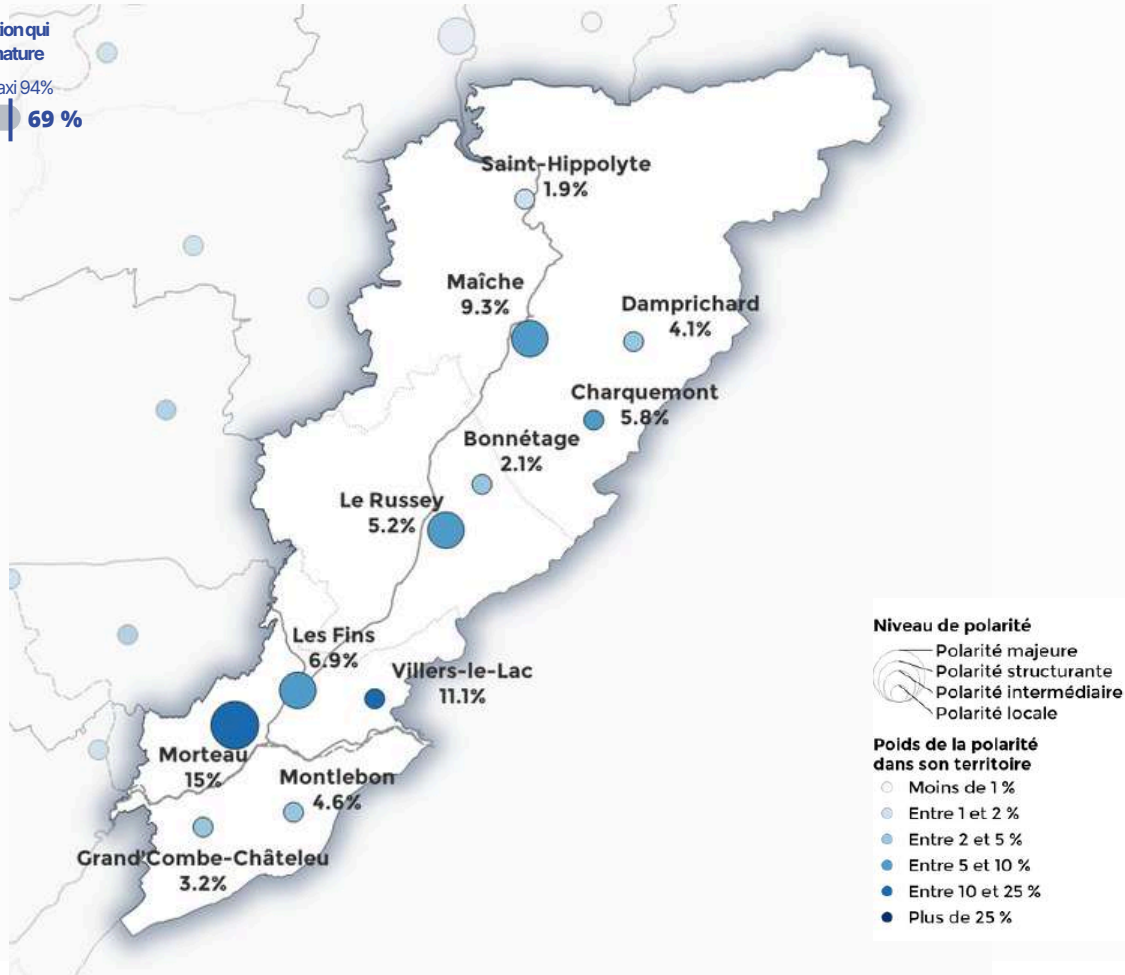 ion qui
nature
axi 94%
69 %
Saint-Hippolyte
1.9%
Maîche
9.3%
Damprichard
4.1%
Charquemont
5.8%
Bonnétage
2.1%
Le Russey
5.2%
Les Fins
6.9%
Villers-le-Lac
11.1%
Morteau
15%
Montlebon
4.6%
Grand'Combe-Châteleu
3.2%
Niveau de polarité
Polarité majeure
Polarité structurante
Polarité intermédiaire
Polarité locale
Poids de la polarité
dans son territoire
Moins de 1 %
Entre 1 et 2 %
Entre 2 et 5 %
Entre 5 et 10 %
Entre 10 et 25 %
Plus de 25 %